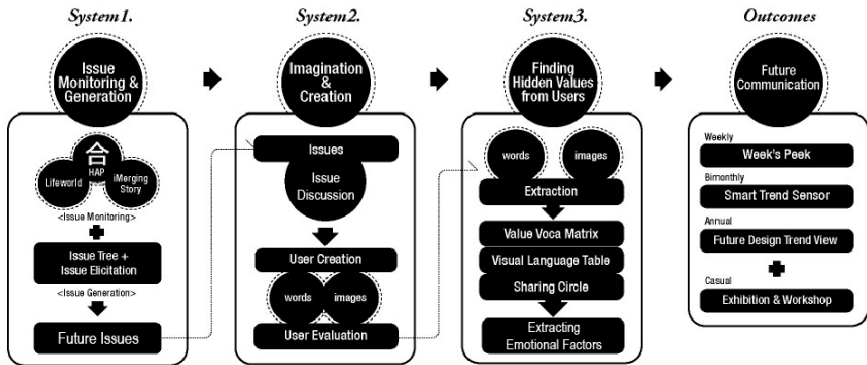 System1.
Issue
Monitoring &
Generation
合
HAP
Lifeworld
iMerging
Story
<Issue Monitoring>
Issue Tree +
Issue Elicitation
<Issue Generation>
Future Issues
System2.
Imagination
&
Creation
Issues
Issue
Discussion
User Creation
words
images
User Evaluation
System3.
Finding
Hidden Values
from Users
words
images
Extraction
Value Voca Matrix
Visual Language Table
Sharing Circle
Extracting
Emotional Factors
Outcomes
Future
Communication
Weekly
Week's Peek
Bimonthly
Smart Trend Sensor
Annual
Future Design Trend View
Casual
Exhibition & Workshop